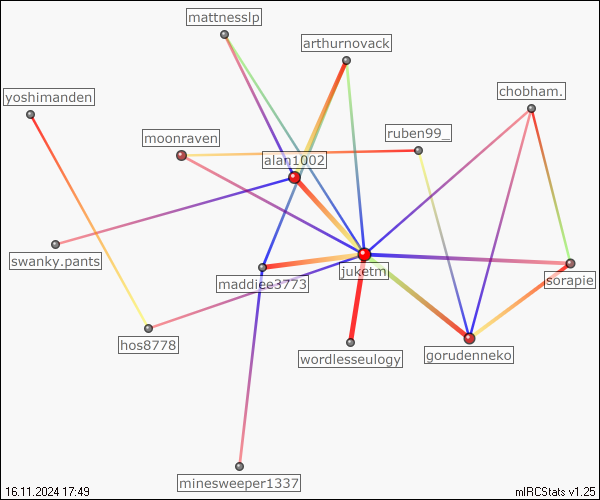 mattnesslp
arthurnovack
chobham.
yoshimanden
ruben99_
moonraven
alan1002
swanky.pants
juketm
maddiee3773
sorapie
hos8778
wordlesseulogy
gorudenneko
minesweeper1337
16.11.2024 17:49
mIRCStats v1.25